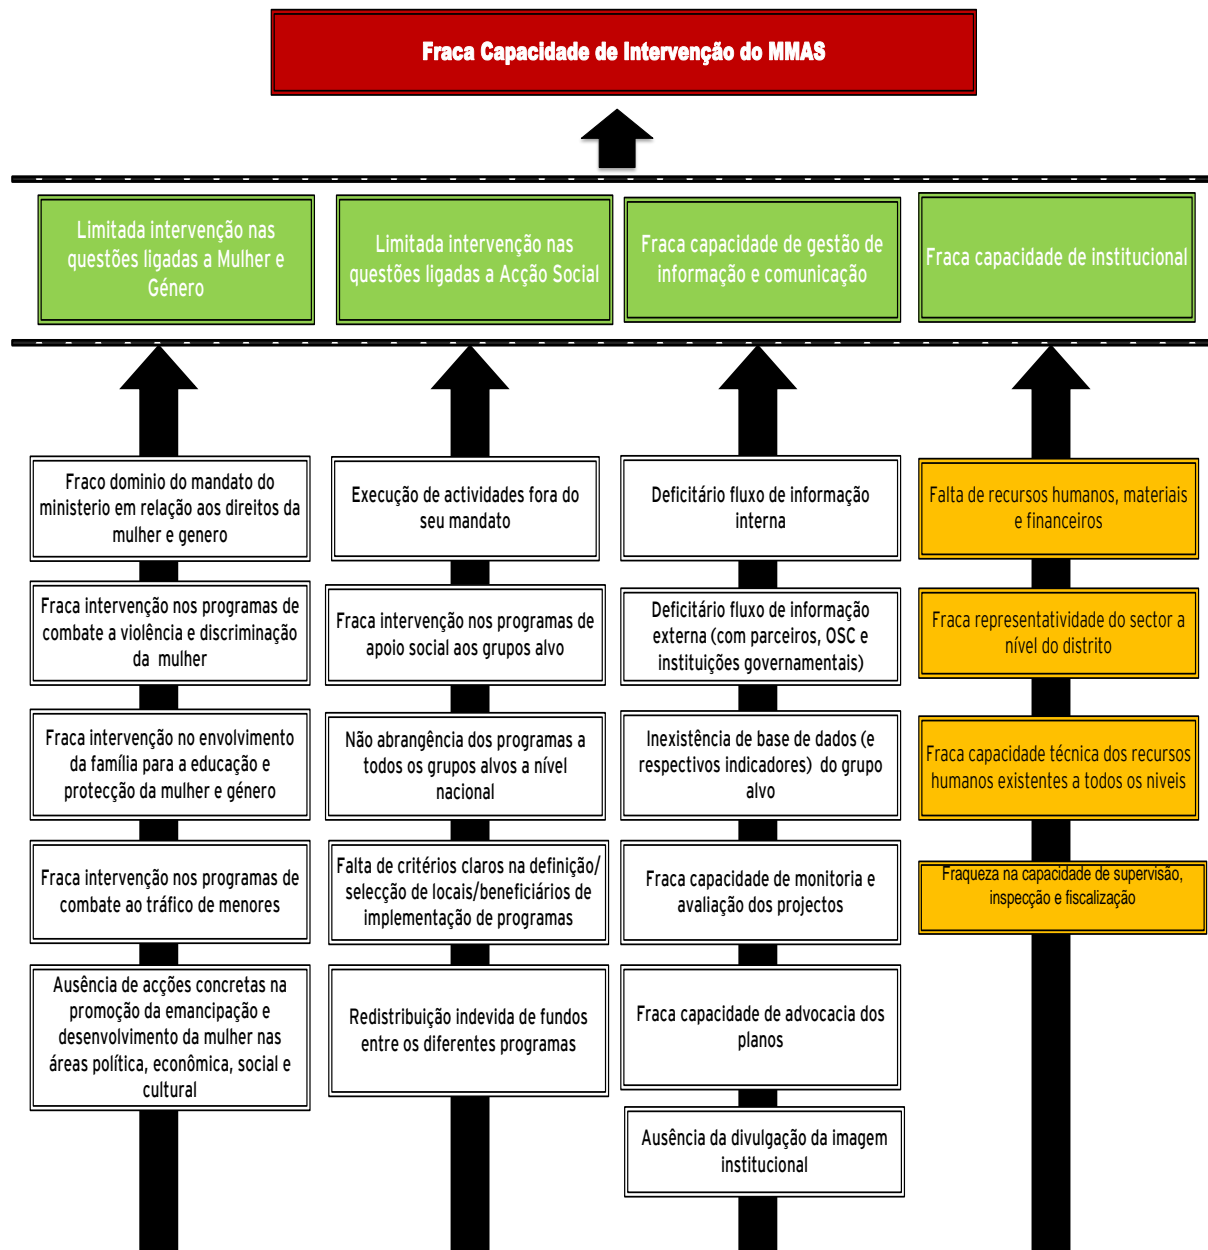 Fraca Capacidade de Intervenção do MMAS
Limitada intervenção nas
questões ligadas a Mulher e
Género
Limitada intervenção nas
questões ligadas a Acção Social
Fraca capacidade de gestão de
informação e comunicação
Fraca capacidade de institucional
Fraco dominio do mandato do
ministerio em relação aos direitos da
mulher e genero
Fraca intervenção nos programas de
combate a violência e discriminação
da mulher
Fraca intervenção no envolvimento
da família para a educação e
protecção da mulher e género
Fraca intervenção nos programas de
combate ao tráfico de menores
Ausência de acções concretas na
promoção da emancipação e
desenvolvimento da mulher nas
áreas política, econômica, social e
cultural
Execução de actividades fora do
seu mandato
Fraca intervenção nos programas de
apoio social aos grupos alvo
Não abrangência dos programas a
todos os grupos alvos a nível
nacional
Falta de critérios claros na definição/
selecção de locais/beneficiários de
implementação de programas
Redistribuição indevida de fundos
entre os diferentes programas
Deficitário fluxo de informação
interna
Deficitário fluxo de informação
externa (com parceiros, OSC e
instituições governamentais)
Inexistência de base de dados (e
respectivos indicadores) do grupo
alvo
Fraca capacidade de monitoria e
avaliação dos projectos
Fraca capacidade de advocacia dos
planos
Ausência da divulgação da imagem
institucional
Falta de recursos humanos, materiais
e financeiros
Fraca representatividade do sector a
nível do distrito
Fraca capacidade técnica dos recursos
humanos existentes a todos os niveis
Fraqueza na capacidade de supervisão,
inspecção e fiscalização